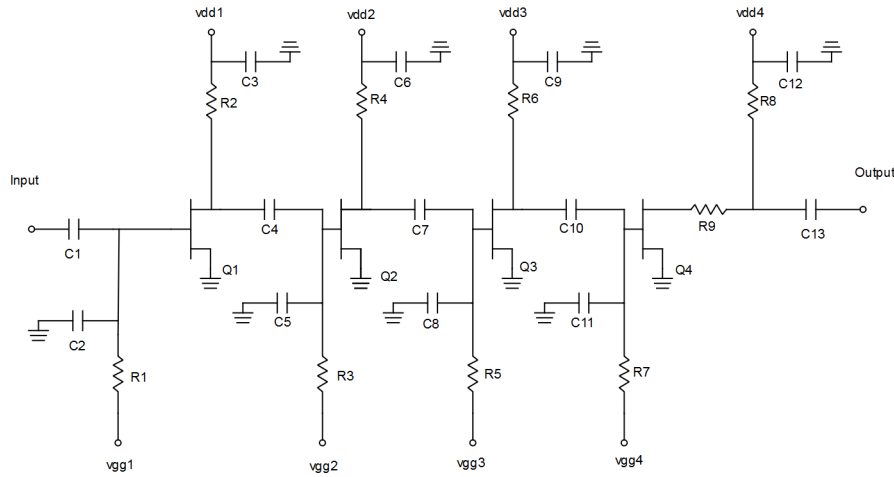 vdd1
vdd2
vdd3
vdd4
C3
C6
C9
C12
R2
R4
R6
R8
Input
Output
C1
C4
C7
C10
R9
C13
Q1
Q2
Q3
Q4
C2
C5
C8
C11
R1
R3
R5
R7
vgg1
vgg2
vgg3
vgg4